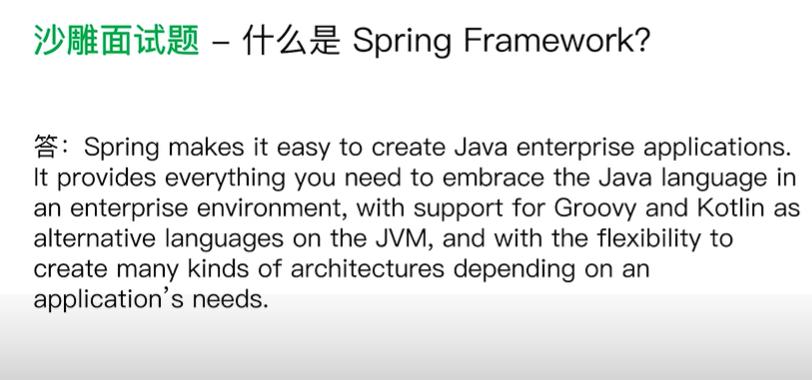 沙雕面试题 – 什么是 Spring Framework?
答：Spring makes it easy to create Java enterprise applications.
It provides everything you need to embrace the Java language in
an enterprise environment, with support for Groovy and Kotlin as
alternative languages on the JVM, and with the flexibility to
create many kinds of architectures depending on an
application’s needs.